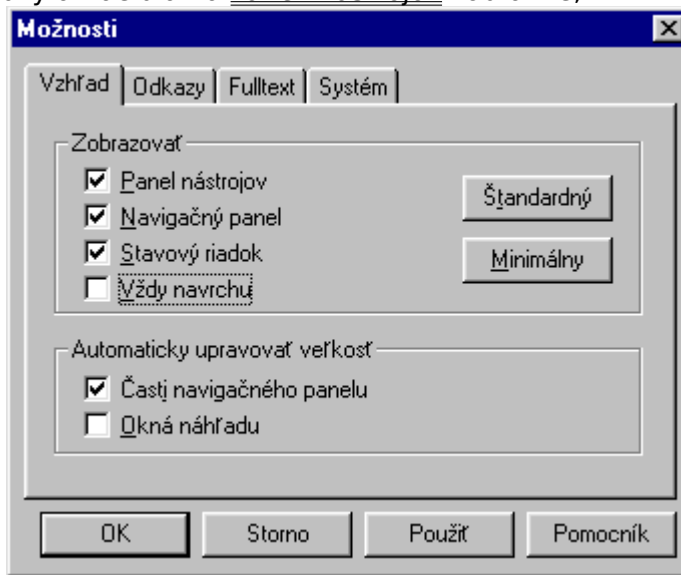 Možnosti
Vzhľad Odkazy Fulltext Systém
Zobrazovať
Panel nástrojov
Štandardný
Navigačný panel
Stavový riadok
Minimálny
Vždy navrchu
Automaticky upravovať veľkosť
Časti navigačného panelu
Okná náhľadu
OK Storno Použiť Pomocník